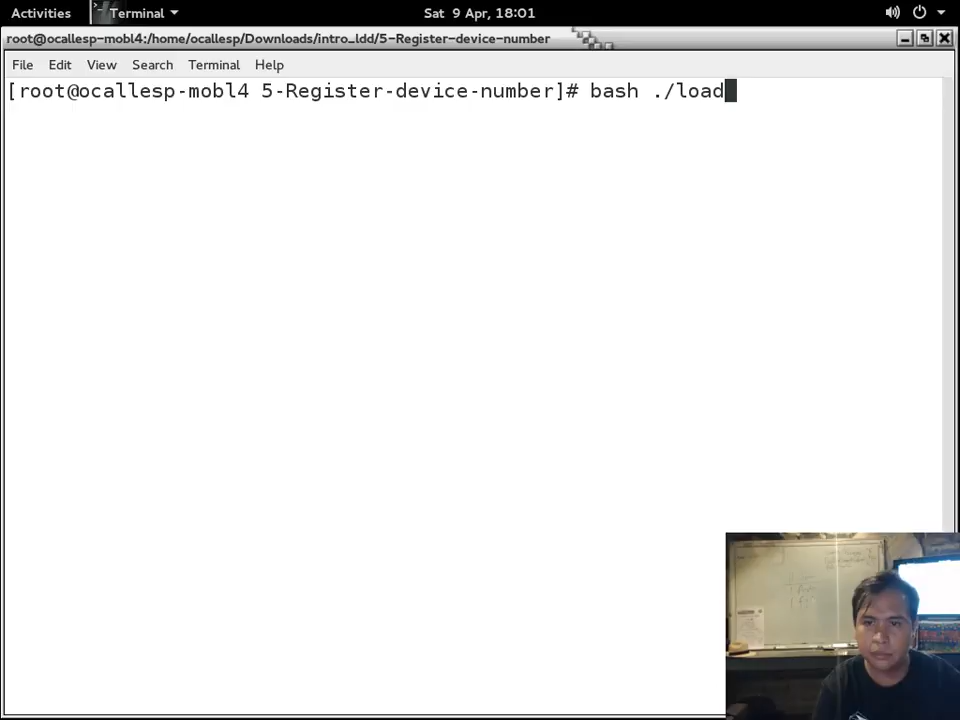 Activities Terminal Sat 9 Apr, 18:01
root@ocallesp-mobl4:/home/ocallesp/Downloads/intro_ldd/5-Register-device-number
File Edit View Search Terminal Help
[root@ocallesp-mobl4 5-Register-device-number]# bash ./load